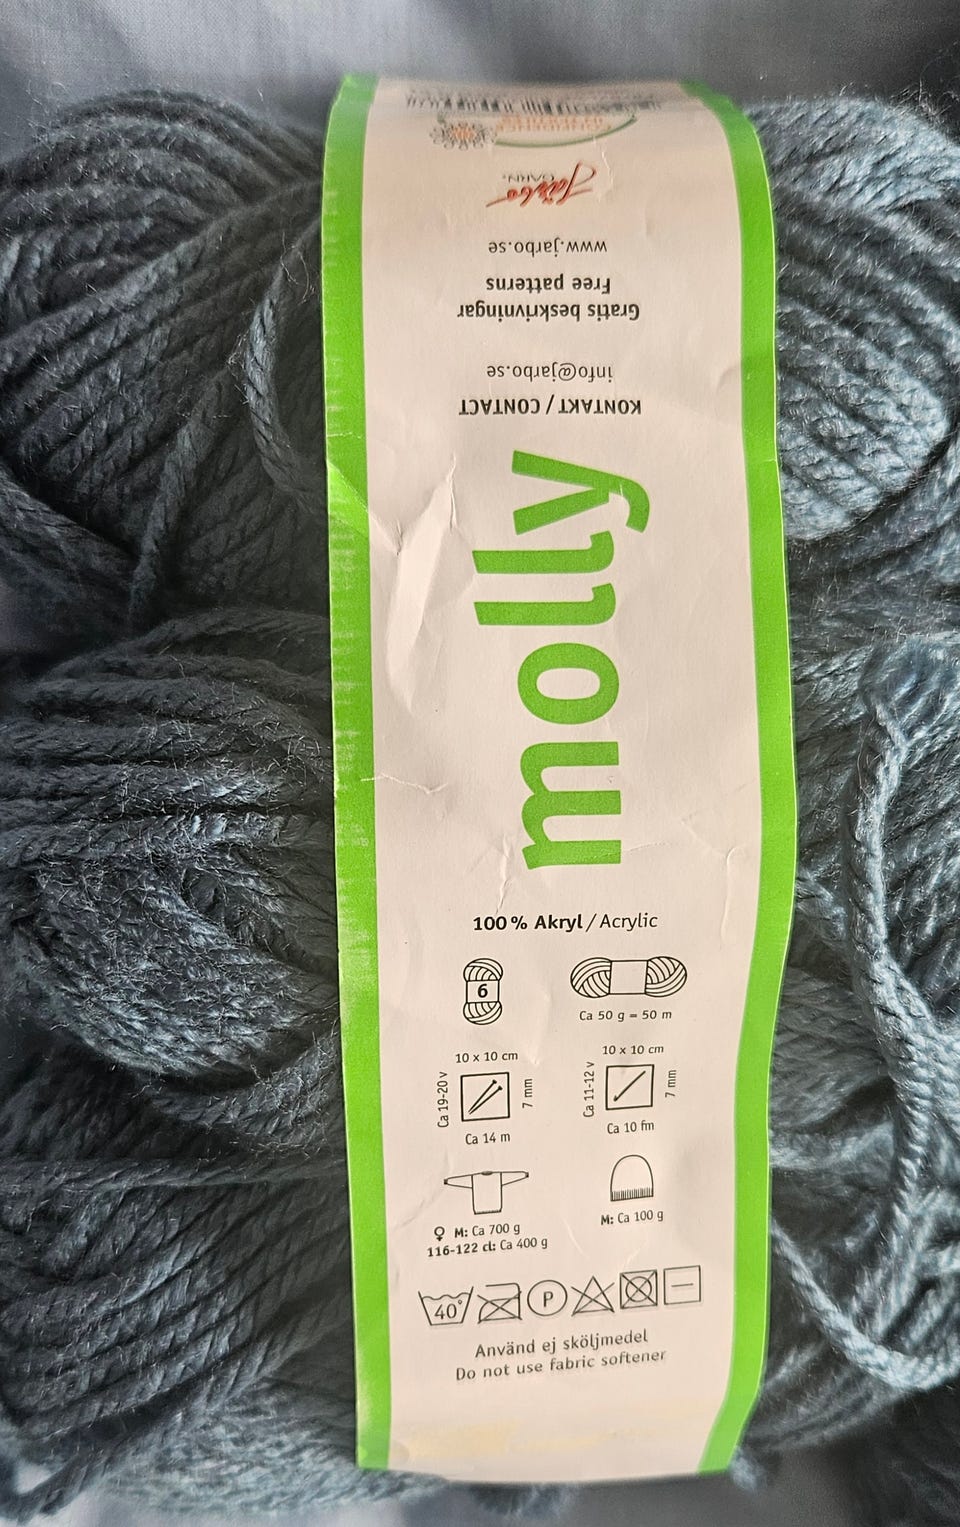 Järbo
GARN.
www.jarbo.se
Free patterns
Gratis beskrivningar
info@jarbo.se
KONTAKT / CONTACT
molly
100 % Akryl / Acrylic
6
Ca 50 g = 50 m
10 x 10 cm
Ca 19-20 v
7 mm
Ca 14 m
10 x 10 cm
Ca 11-12 v
7 mm
Ca 10 fm
♀ M: Ca 700 g
116-122 cl: Ca 400 g
M: Ca 100 g
40°
P
Använd ej sköljmedel
Do not use fabric softener